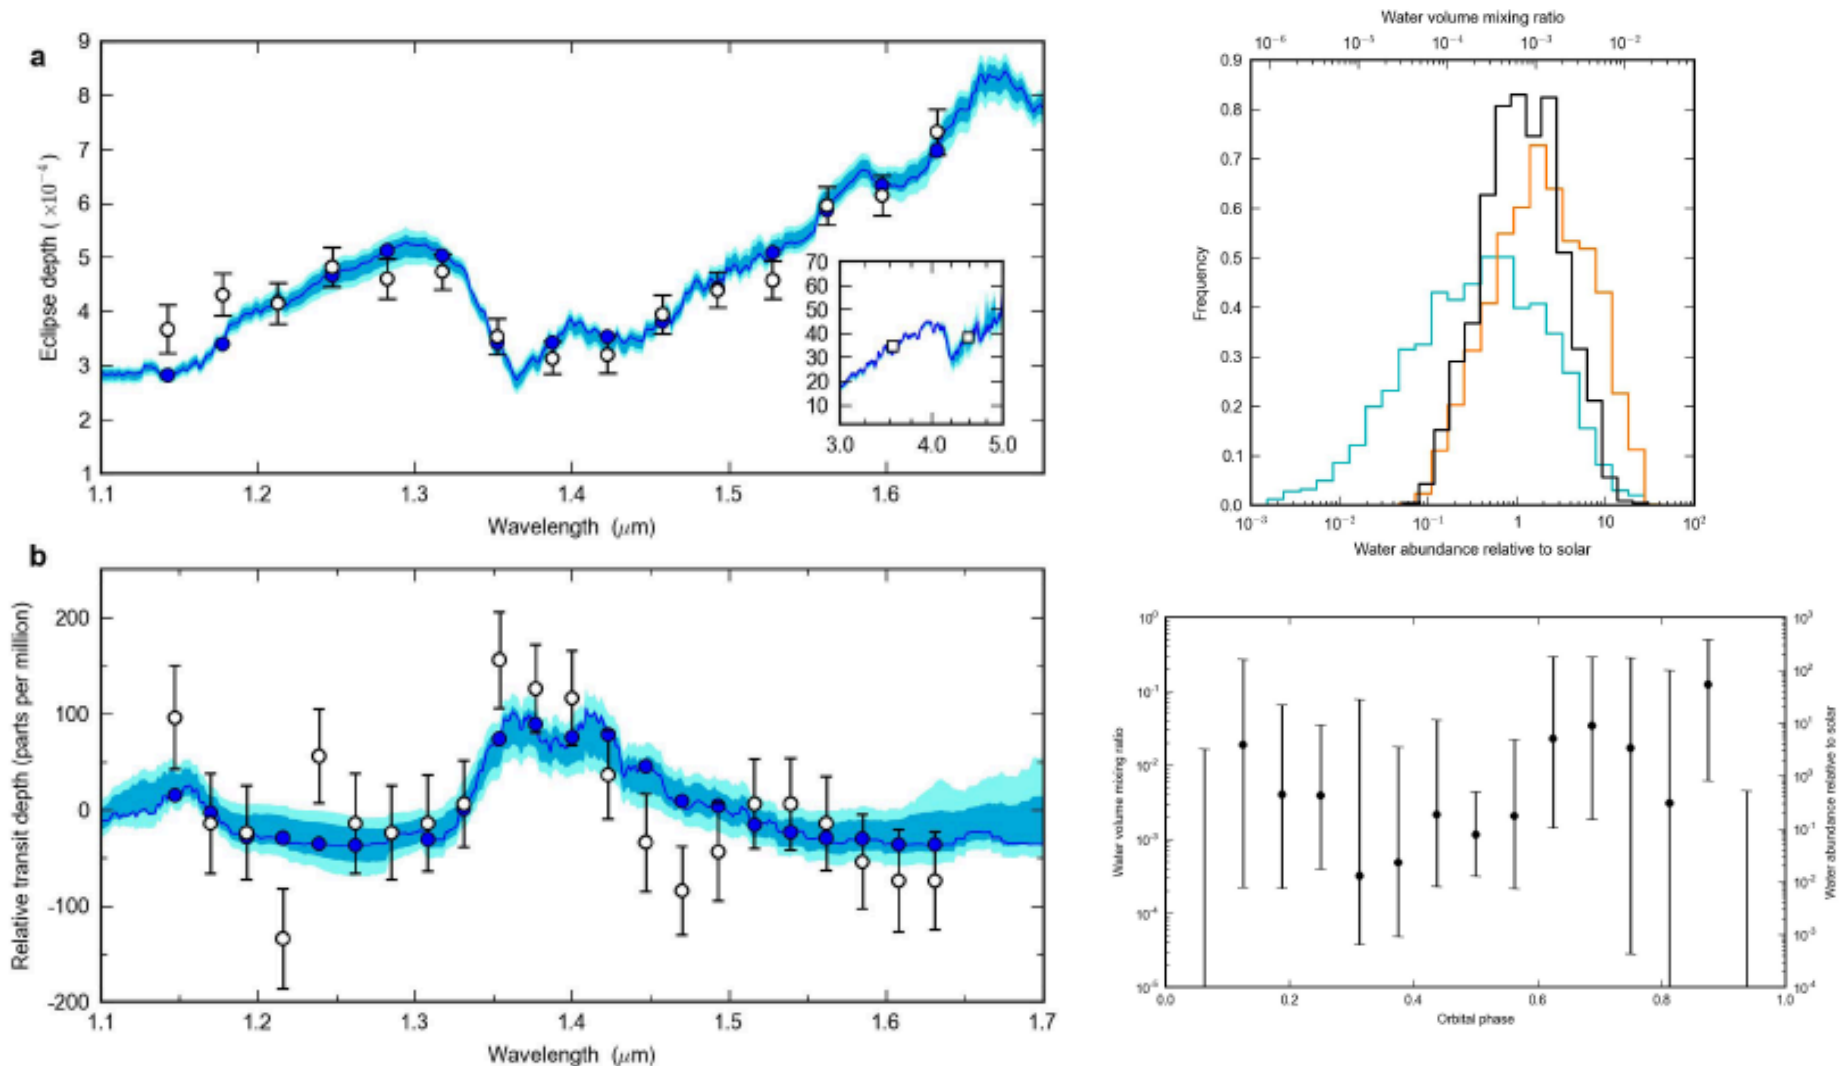 a
9
8
7
6
5
4
3
2
1
Eclipse depth ( ×10⁻⁴)
70
60
50
40
30
20
10
3.0 4.0 5.0
1.1 1.2 1.3 1.4 1.5 1.6
Wavelength (μm)
b
200
100
0
-100
-200
Relative transit depth (parts per million)
1.1 1.2 1.3 1.4 1.5 1.6 1.7
Wavelength (μm)
Water volume mixing ratio
10⁻⁶ 10⁻⁵ 10⁻⁴ 10⁻³ 10⁻²
0.9
0.8
0.7
0.6
0.5
0.4
0.3
0.2
0.1
0.0
Frequency
10⁻³ 10⁻² 10⁻¹ 1 10 10²
Water abundance relative to solar
10⁰
10⁻¹
10⁻²
10⁻³
10⁻⁴
10⁻⁵
Water volume mixing ratio
10³
10²
10¹
10⁰
10⁻¹
10⁻²
10⁻³
10⁻⁴
Water abundance relative to solar
0.0 0.2 0.4 0.6 0.8 1.0
Orbital phase